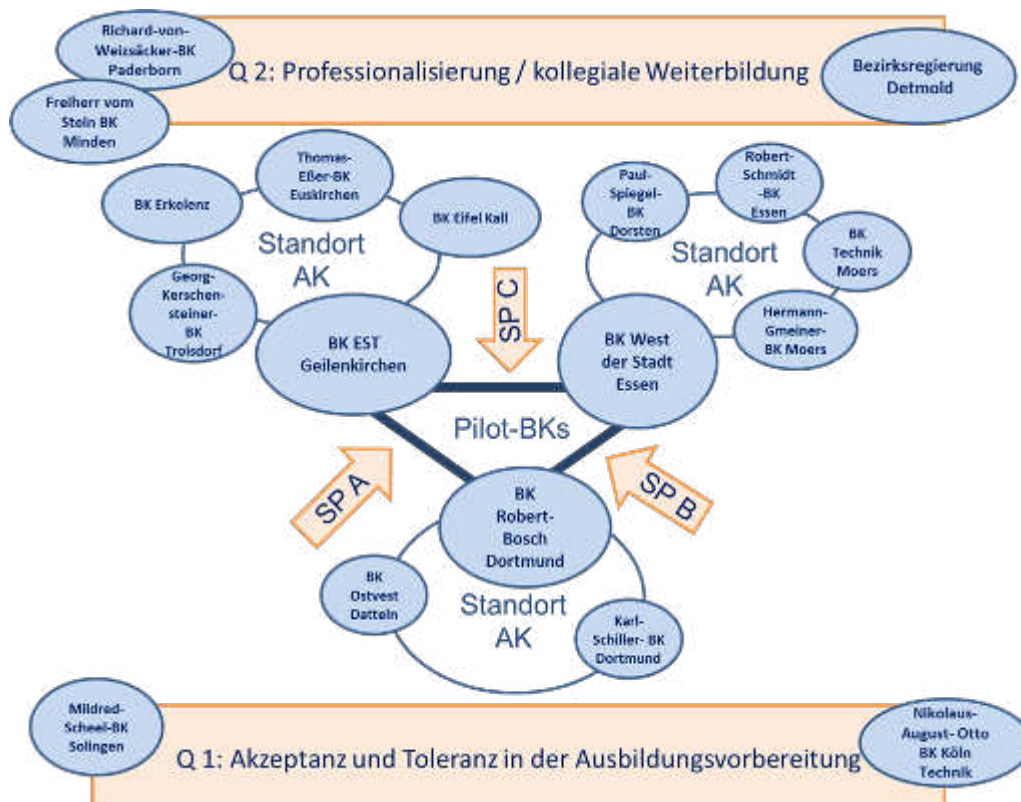 Richard-von-
Weizsäcker-BK
Paderborn
Q 2: Professionalisierung / kollegiale Weiterbildung
Bezirksregierung
Detmold
Freiherr vom
Stein BK
Minden
Thomas-
Eßer-BK
Euskirchen
BK Erkelenz
BK Eifel Kall
Standort
AK
Georg-
Kerschen-
steiner-
BK
Troisdorf
BK EST
Geilenkirchen
SP C
Paul-
Spiegel-
BK
Dorsten
Robert-
Schmidt
-BK
Essen
BK
Technik
Moers
Standort
AK
Hermann-
Gmeiner-
BK Moers
BK West
der Stadt
Essen
Pilot-BKs
SP A
SP B
BK
Robert-
Bosch
Dortmund
BK
Ostvest
Datteln
Standort
AK
Karl-
Schiller- BK
Dortmund
Mildred-
Scheel-BK
Solingen
Q 1: Akzeptanz und Toleranz in der Ausbildungsvorbereitung
Nikolaus-
August- Otto
BK Köln
Technik